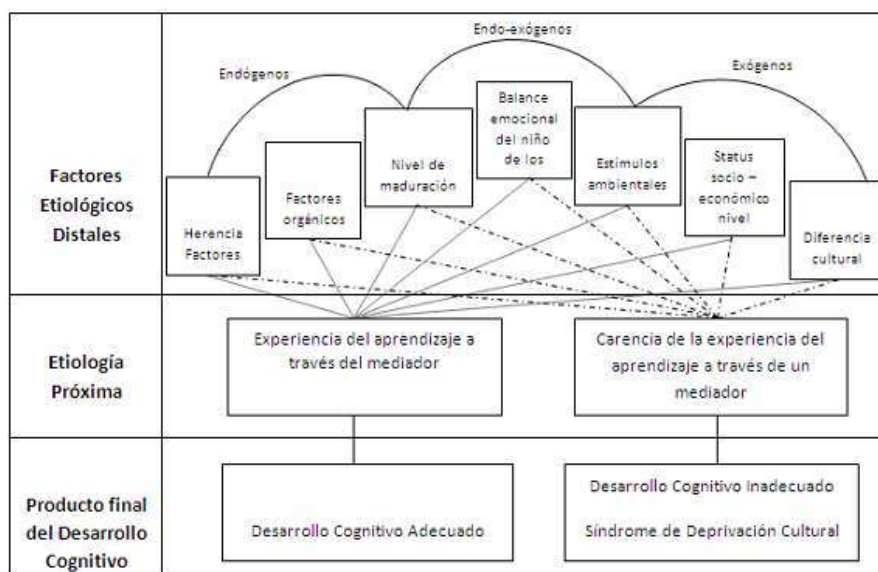 Endo-exógenos
Endógenos
Exógenos
Factores
Etiológicos
Distales
Herencia
Factores
Factores
orgánicos
Nivel de
maduración
Balance
emocional
del niño
de los
Estímulos
ambientales
Status
socio –
económico
nivel
Diferencia
cultural
Etiología
Próxima
Experiencia del aprendizaje a
través del mediador
Carencia de la experiencia del
aprendizaje a través de un
mediador
Producto final
del Desarrollo
Cognitivo
Desarrollo Cognitivo Adecuado
Desarrollo Cognitivo Inadecuado
Síndrome de Deprivación Cultural